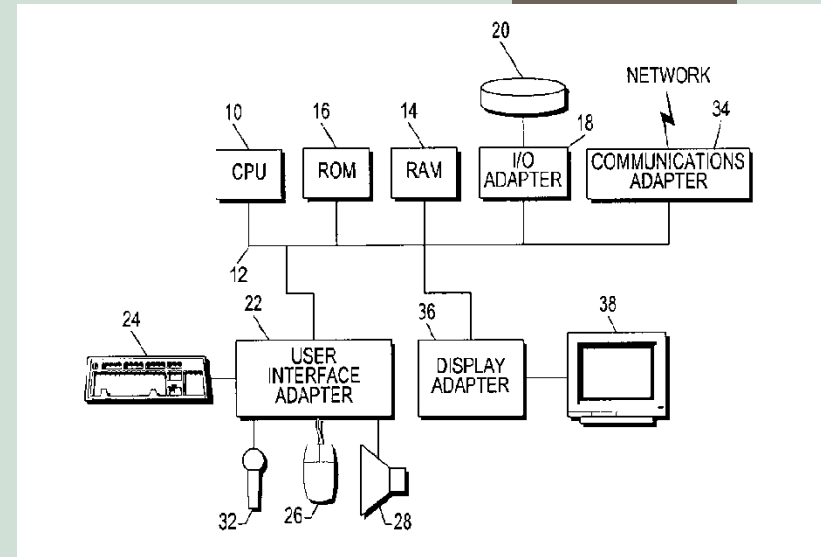 20
NETWORK
10
16
14
18
34
CPU
ROM
RAM
I/O
ADAPTER
COMMUNICATIONS
ADAPTER
12
24
22
36
38
USER
INTERFACE
ADAPTER
DISPLAY
ADAPTER
32
26
28